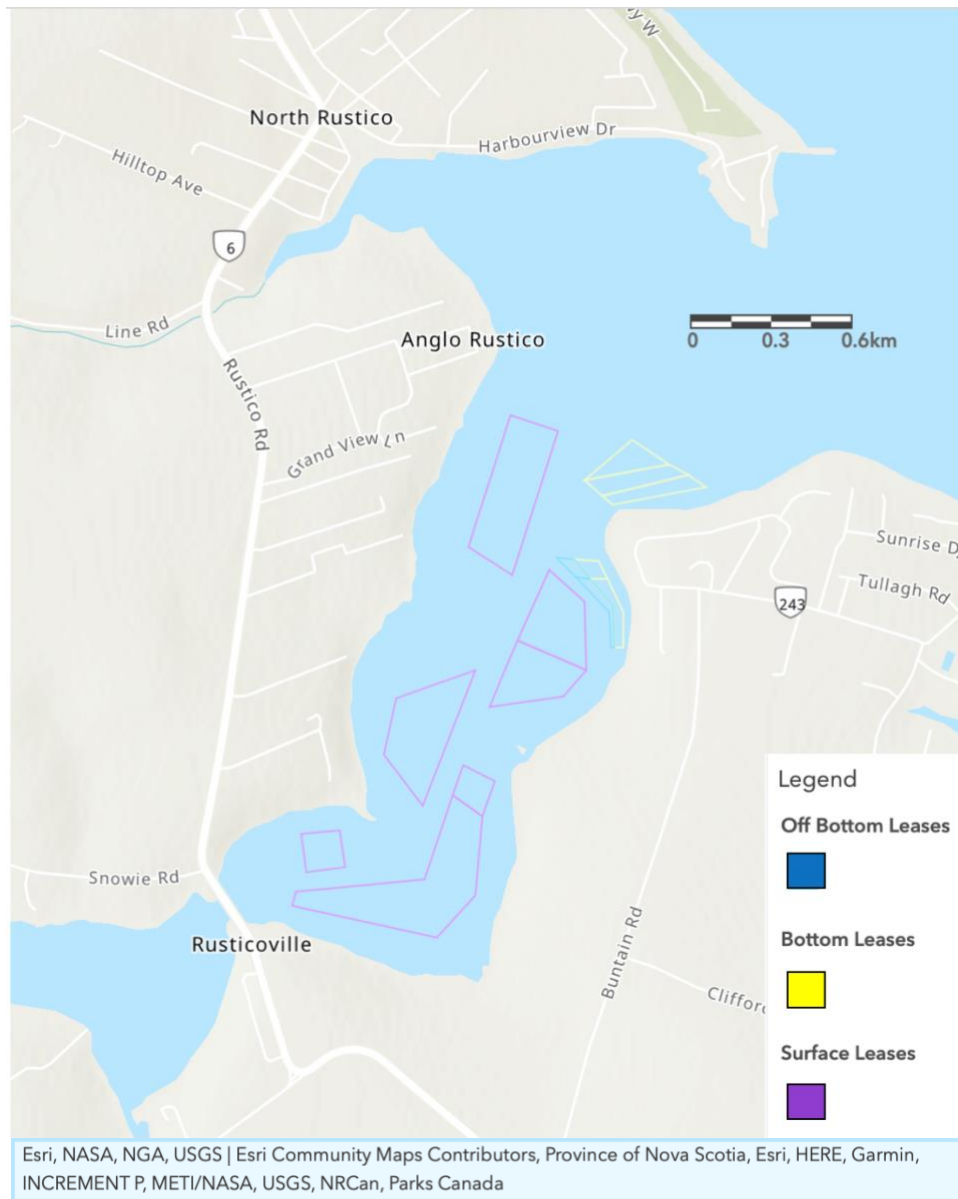 by W
North Rustico
Harbourview Dr
Hilltop Ave
6
Line Rd
Anglo Rustico
0 0.3 0.6km
Rustico Rd
Grand View Ln
Sunrise D
Tullagh Rd
243
Legend
Off Bottom Leases
Snowie Rd
Rusticoville
Buntain Rd
Bottom Leases
Clifford
Surface Leases
Esri, NASA, NGA, USGS | Esri Community Maps Contributors, Province of Nova Scotia, Esri, HERE, Garmin,
INCREMENT P, METI/NASA, USGS, NRCan, Parks Canada